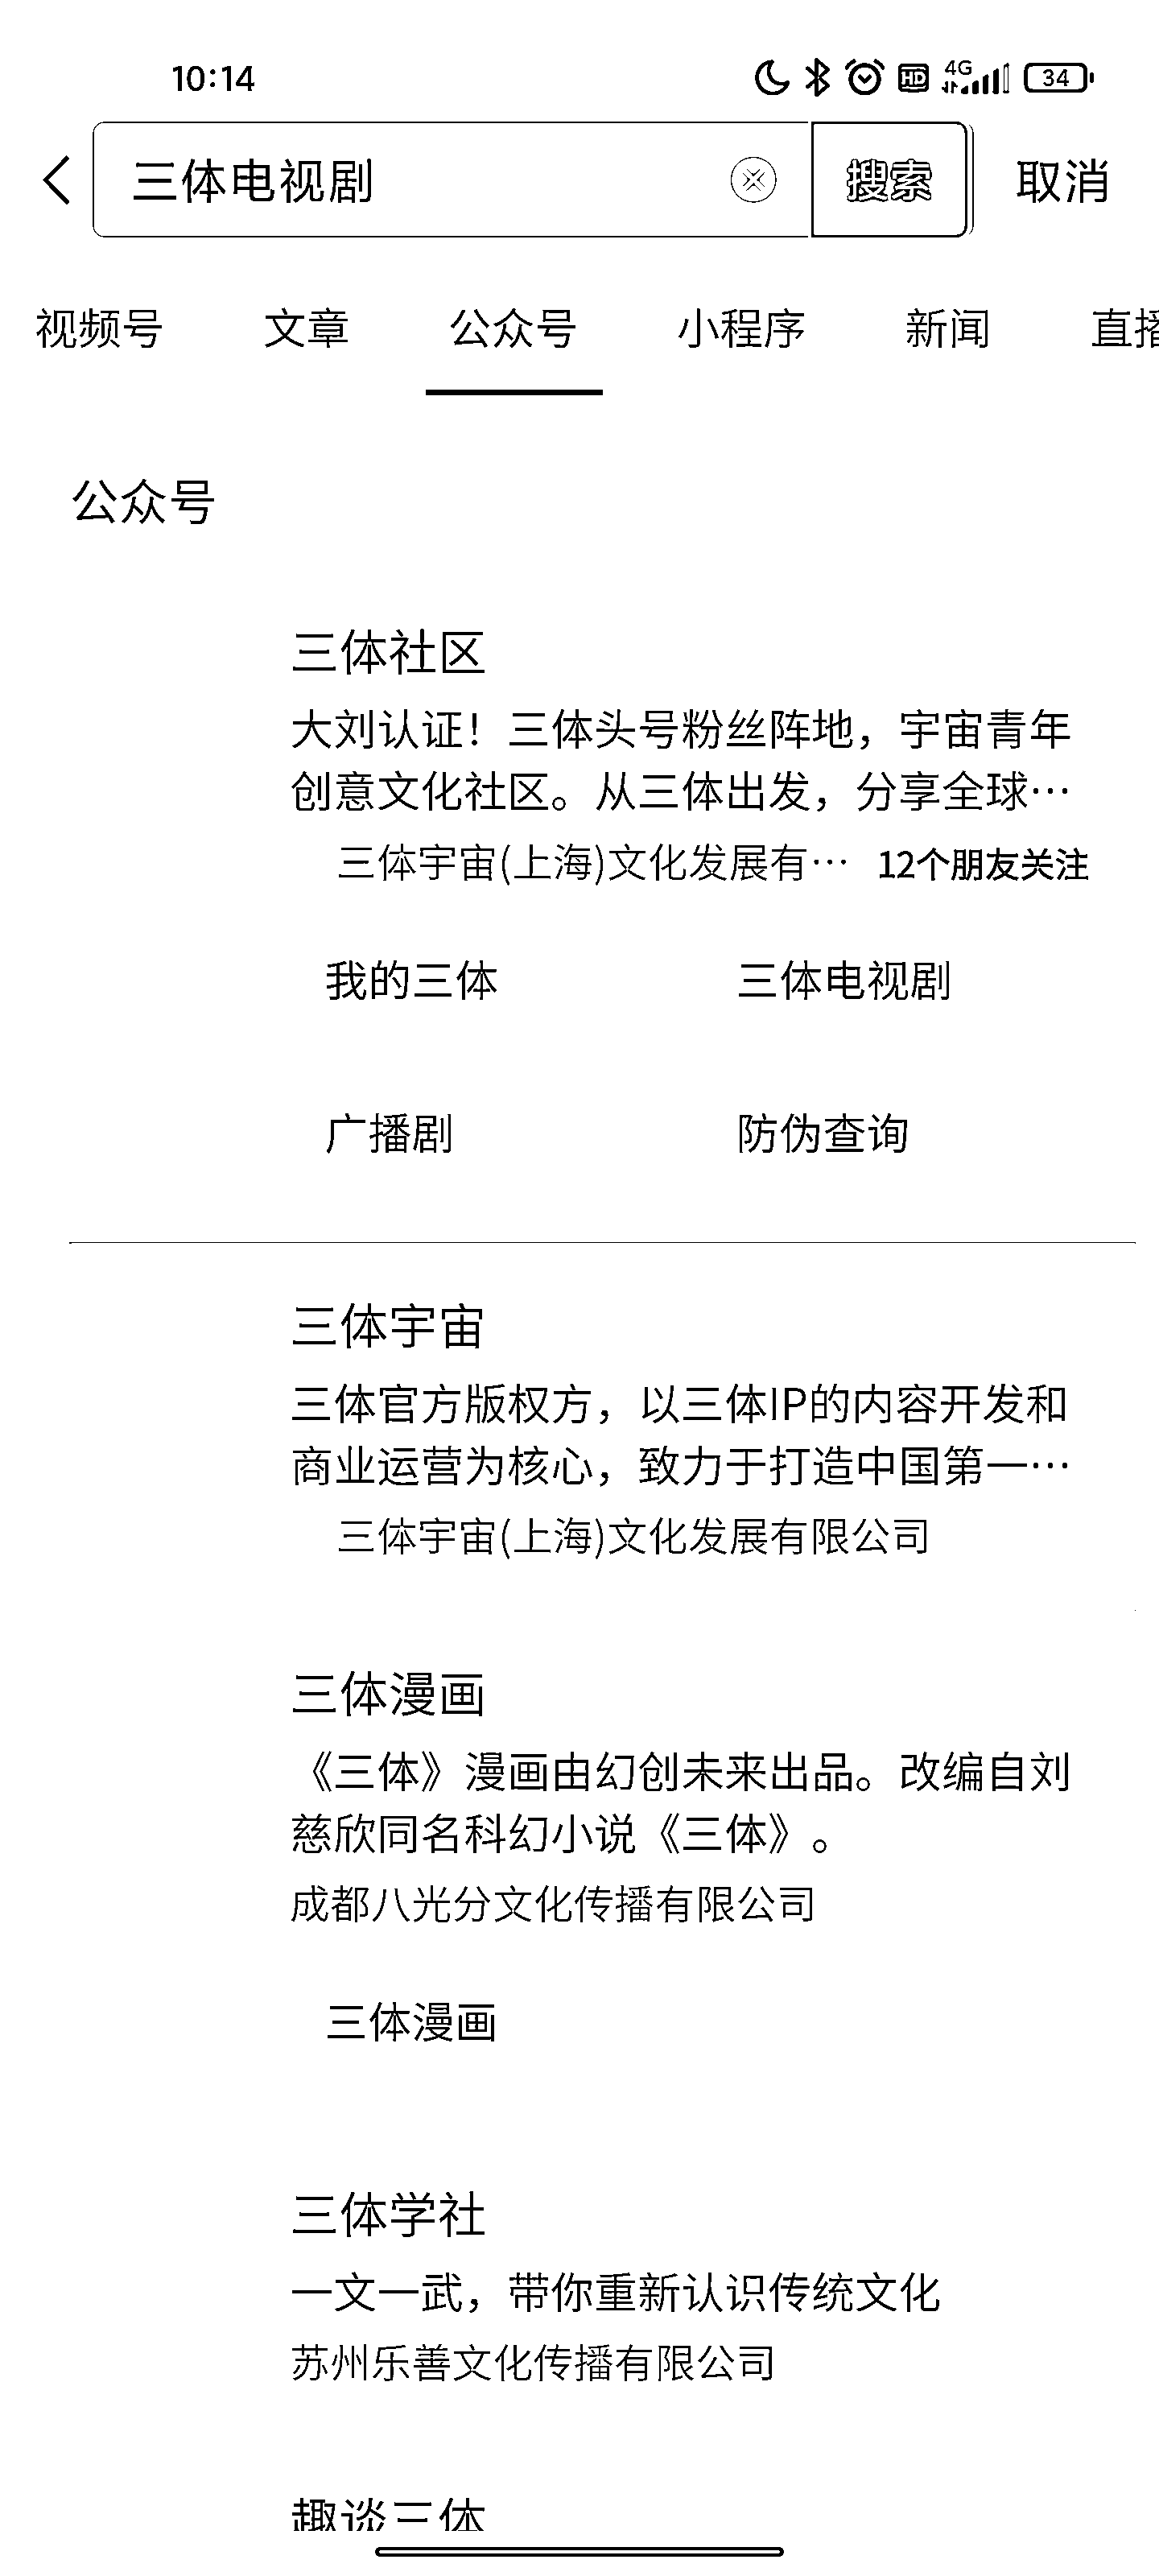 10:14
HD 4G 34
三体电视剧
搜索
取消
视频号 文章 公众号 小程序 新闻 直播
公众号
三体社区
大刘认证！三体头号粉丝阵地，宇宙青年
创意文化社区。从三体出发，分享全球…
三体宇宙(上海)文化发展有… 12个朋友关注
我的三体 三体电视剧
广播剧 防伪查询
三体宇宙
三体官方版权方，以三体IP的内容开发和
商业运营为核心，致力于打造中国第一…
三体宇宙(上海)文化发展有限公司
三体漫画
《三体》漫画由幻创未来出品。改编自刘
慈欣同名科幻小说《三体》。
成都八光分文化传播有限公司
三体漫画
三体学社
一文一武，带你重新认识传统文化
苏州乐善文化传播有限公司
趣谈三体